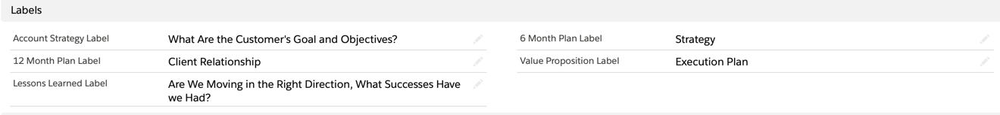 Labels
Account Strategy Label What Are the Customer's Goal and Objectives?
6 Month Plan Label Strategy
12 Month Plan Label Client Relationship
Value Proposition Label Execution Plan
Lessons Learned Label Are We Moving in the Right Direction, What Successes Have
we Had?